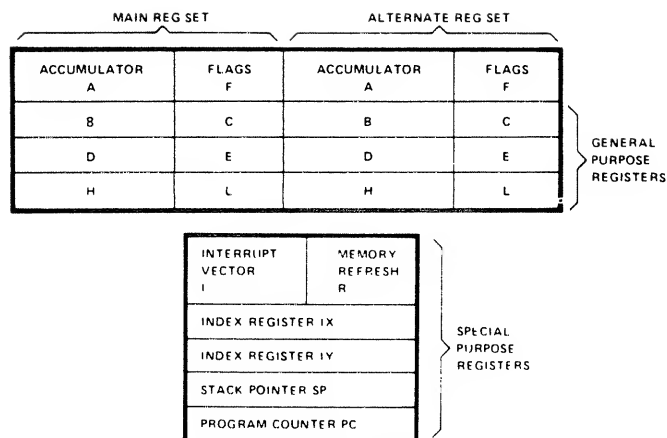 MAIN REG SET ALTERNATE REG SET
ACCUMULATOR FLAGS ACCUMULATOR FLAGS
A F A F
B C B C
D E D E
H L H L
GENERAL
PURPOSE
REGISTERS
INTERRUPT MEMORY
VECTOR REFRESH
I R
INDEX REGISTER IX
INDEX REGISTER IY
STACK POINTER SP
PROGRAM COUNTER PC
SPECIAL
PURPOSE
REGISTERS